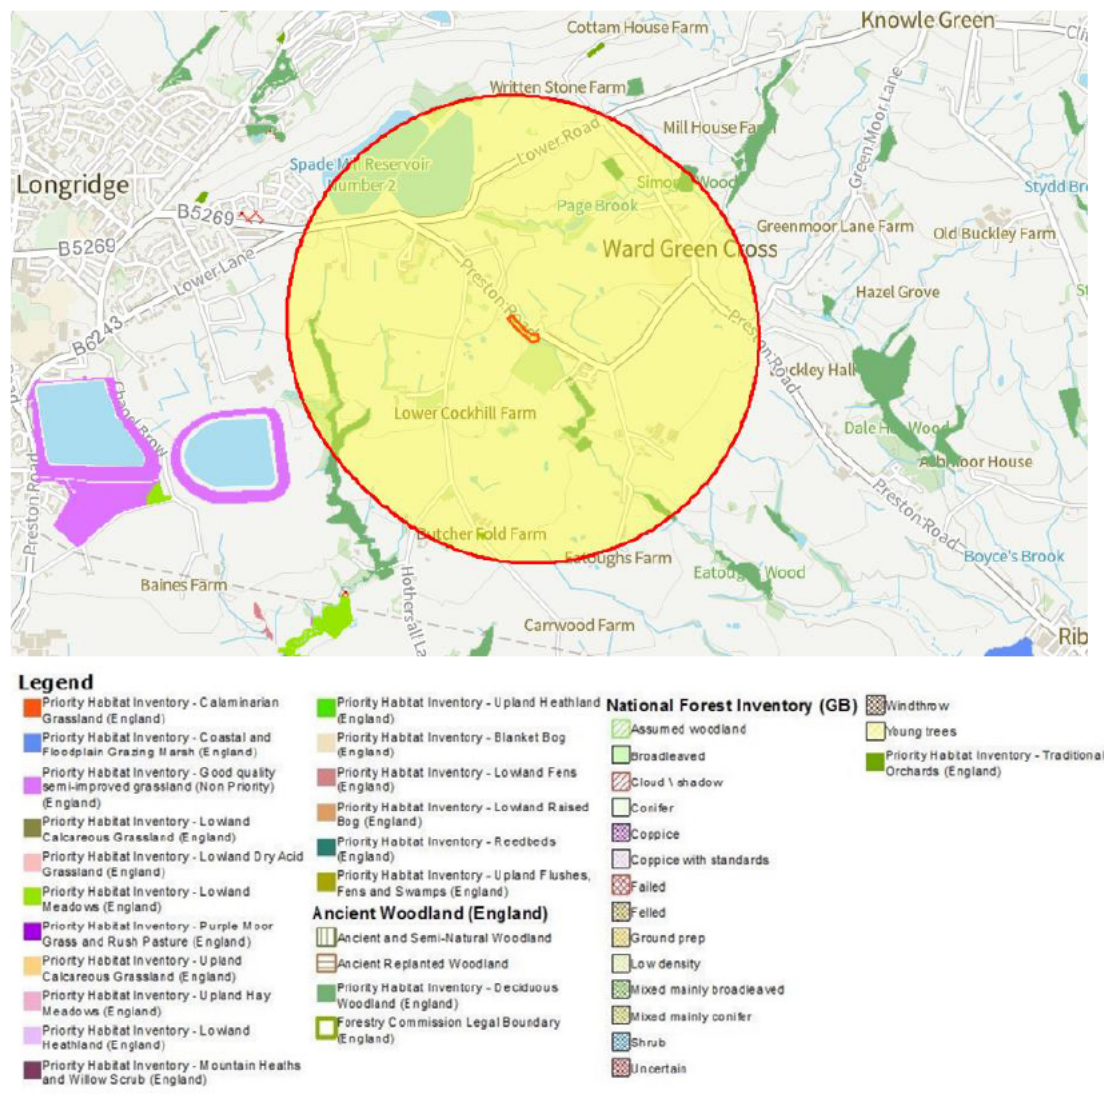 Cottam House Farm
Knowle Green
Written Stone Farm
Lower Road
Mill House Farm
Green Moor Lane
Spade Mill Reservoir
Number 2
Longridge
B5269
Page Brook
Stydd Br
Greenmoor Lane Farm
Old Buckley Farm
B5269
Ward Green Cross
Lower Lane
Preston Road
Hazel Grove
B6243
Preston Road
uckley Hall
Lower Cockhill Farm
Ashmoor House
Preston Road
Preston Road
Butcher Fold Farm
Eatoughs Farm
Boyce's Brook
Baines Farm
Hothersall La
Carnwood Farm
Rib
Legend
Priority Habitat Inventory - Calaminarian
Grassland (England)
Priority Habitat Inventory - Coastal and
Floodplain Grazing Marsh (England)
Priority Habitat Inventory - Good quality
semi-improved grassland (Non Priority)
(England)
Priority Habitat Inventory - Lowland
Calcareous Grassland (England)
Priority Habitat Inventory - Lowland Dry Acid
Grassland (England)
Priority Habitat Inventory - Lowland
Meadows (England)
Priority Habitat Inventory - Purple Moor
Grass and Rush Pasture (England)
Priority Habitat Inventory - Upland
Calcareous Grassland (England)
Priority Habitat Inventory - Upland Hay
Meadows (England)
Priority Habitat Inventory - Lowland
Heathland (England)
Priority Habitat Inventory - Mountain Heaths
and Willow Scrub (England)
Priority Habitat Inventory - Upland Heathland
(England)
Priority Habitat Inventory - Blanket Bog
(England)
Priority Habitat Inventory - Lowland Fens
(England)
Priority Habitat Inventory - Lowland Raised
Bog (England)
Priority Habitat Inventory - Reedbeds
(England)
Priority Habitat Inventory - Upland Flushes,
Fens and Swamps (England)
Ancient Woodland (England)
Ancient and Semi-Natural Woodland
Ancient Replanted Woodland
Priority Habitat Inventory - Deciduous
Woodland (England)
Forestry Commission Legal Boundary
(England)
National Forest Inventory (GB)
Assumed woodland
Broadleaved
Cloud \ shadow
Conifer
Coppice
Coppice with standards
Failed
Felled
Ground prep
Low density
Mixed mainly broadleaved
Mixed mainly conifer
Shrub
Uncertain
Windthrow
Young trees
Priority Habitat Inventory - Traditional
Orchards (England)